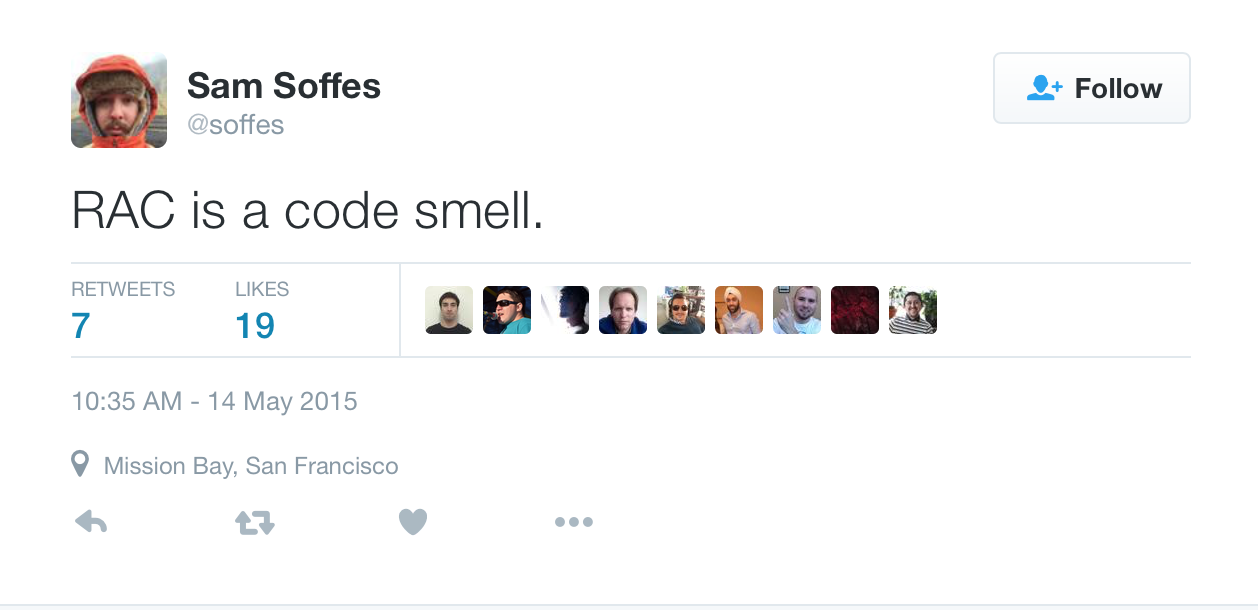 Sam Soffes
@soffes
Follow
RAC is a code smell.
RETWEETS
7
LIKES
19
10:35 AM - 14 May 2015
Mission Bay, San Francisco